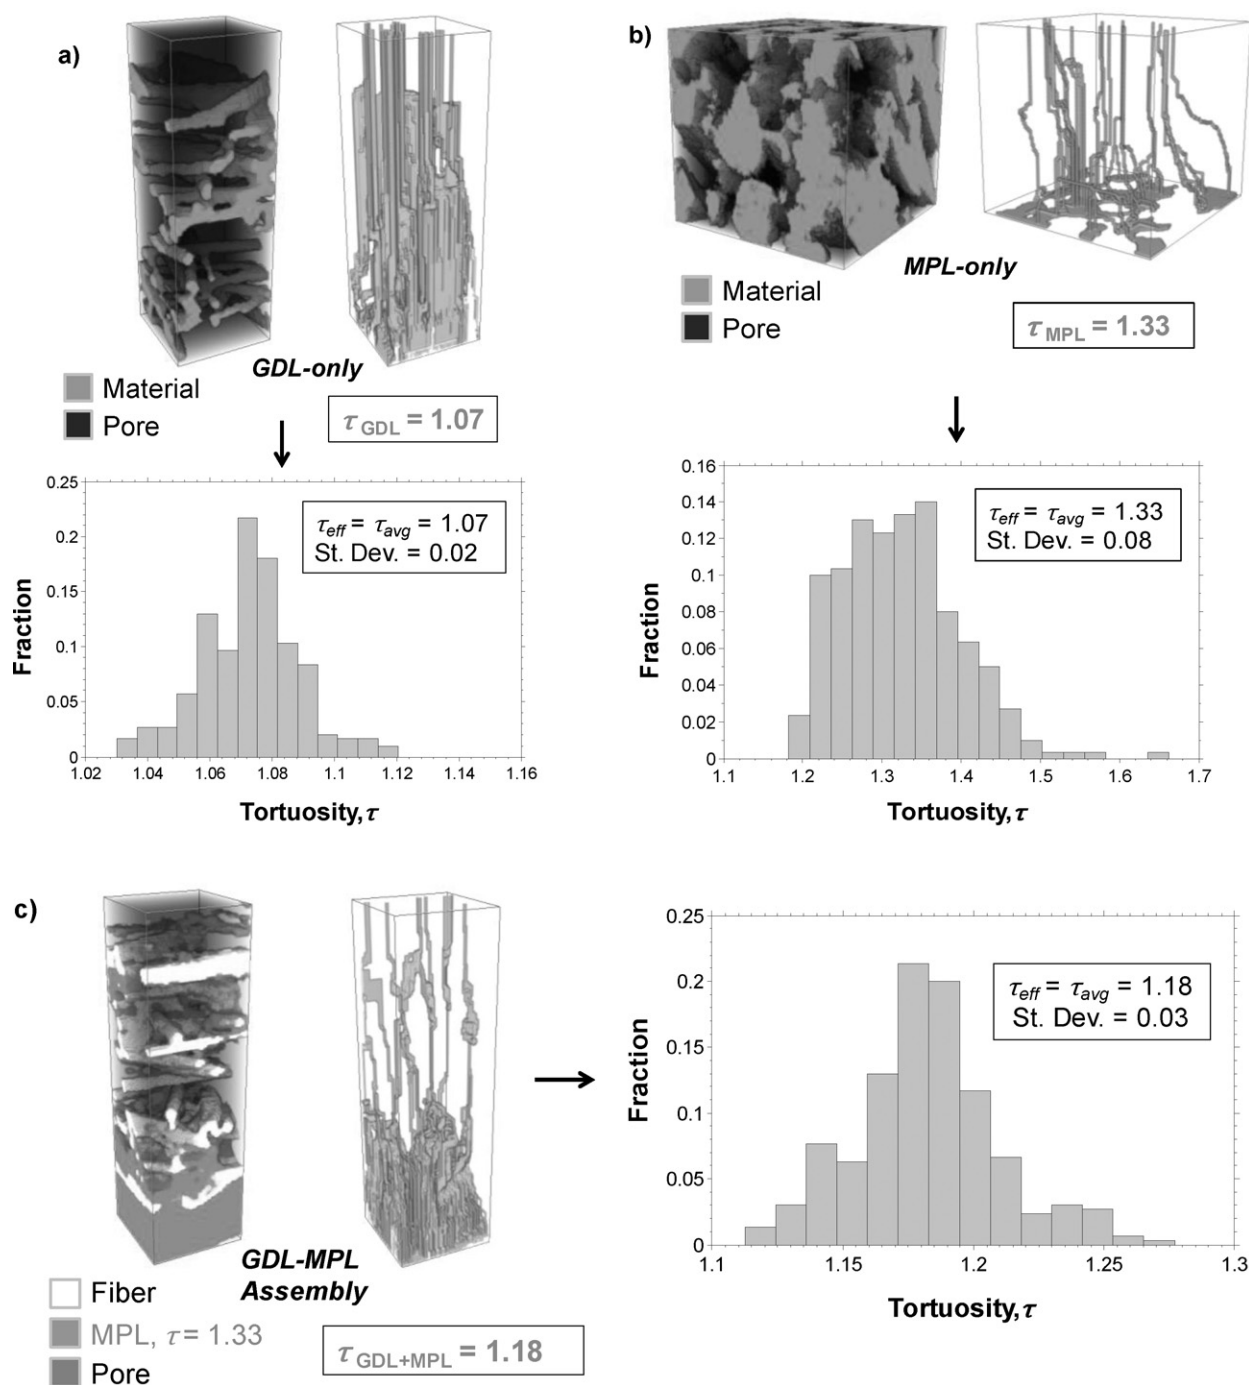 a)
GDL-only
Material
Pore
τGDL = 1.07
0.25
0.2
0.15
0.1
0.05
0
Fraction
τeff = τavg = 1.07
St. Dev. = 0.02
1.02
1.04
1.06
1.08
1.1
1.12
1.14
1.16
Tortuosity, τ
b)
MPL-only
Material
Pore
τMPL = 1.33
0.16
0.14
0.12
0.1
0.08
0.06
0.04
0.02
0
Fraction
τeff = τavg = 1.33
St. Dev. = 0.08
1.1
1.2
1.3
1.4
1.5
1.6
1.7
Tortuosity, τ
c)
GDL-MPL
Assembly
Fiber
MPL, τ = 1.33
Pore
τGDL+MPL = 1.18
0.25
0.2
0.15
0.1
0.05
0
Fraction
τeff = τavg = 1.18
St. Dev. = 0.03
1.1
1.15
1.2
1.25
1.3
Tortuosity, τ